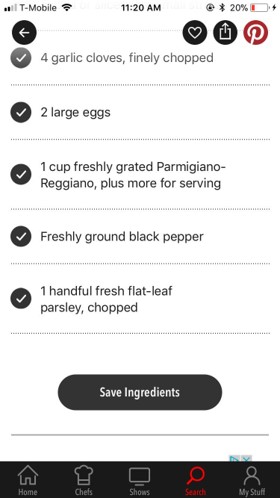 T-Mobile 11:20 AM 20%
4 garlic cloves, finely chopped
2 large eggs
1 cup freshly grated Parmigiano-
Reggiano, plus more for serving
Freshly ground black pepper
1 handful fresh flat-leaf
parsley, chopped
Save Ingredients
Home Chefs Shows Search My Stuff